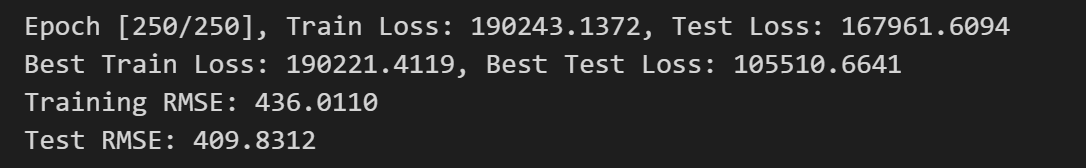 Epoch [250/250], Train Loss: 190243.1372, Test Loss: 167961.6094
Best Train Loss: 190221.4119, Best Test Loss: 105510.6641
Training RMSE: 436.0110
Test RMSE: 409.8312